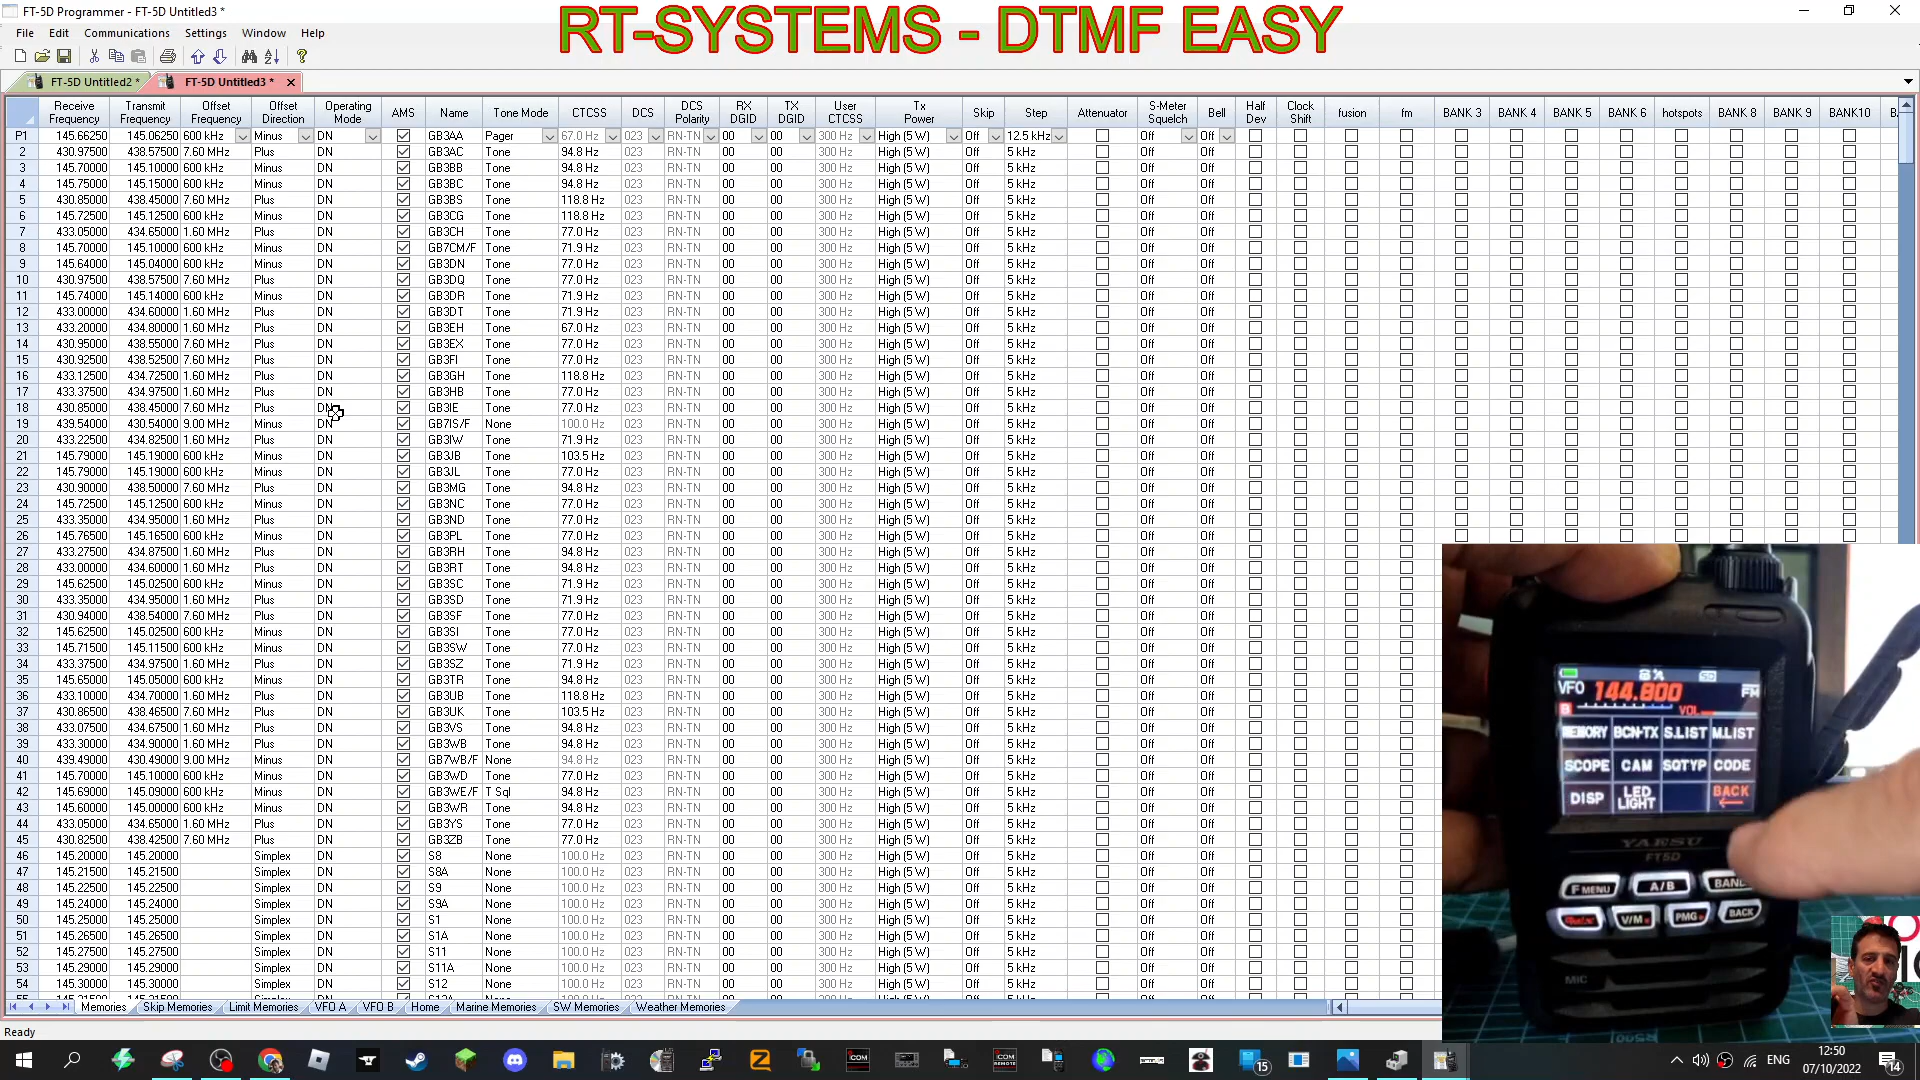 FT-5D Programmer - FT-5D Untitled3 *
RT-SYSTEMS - DTMF EASY
File Edit Communications Settings Window Help
FT-5D Untitled2 * FT-5D Untitled3 *
Receive Frequency Transmit Frequency Offset Frequency Offset Direction Operating Mode AMS Name Tone Mode CTCSS DCS DCS Polarity RX DGID TX DGID User CTCSS Tx Power Skip Step Attenuator S-Meter Squelch Bell Half Dev Clock Shift fusion fm BANK 3 BANK 4 BANK 5 BANK 6 hotspots BANK 8 BANK 9 BANK10
P1 145.66250 145.06250 600 kHz Minus DN GB3AA Pager 67.0 Hz 023 RN-TN 00 00 300 Hz High (5 W) Off 12.5 kHz Off Off
2 430.97500 438.57500 7.60 MHz Plus DN GB3AC Tone 94.8 Hz 023 RN-TN 00 00 300 Hz High (5 W) Off 5 kHz Off Off
3 145.70000 145.10000 600 kHz Minus DN GB3BB Tone 94.8 Hz 023 RN-TN 00 00 300 Hz High (5 W) Off 5 kHz Off Off
4 145.75000 145.15000 600 kHz Minus DN GB3BC Tone 94.8 Hz 023 RN-TN 00 00 300 Hz High (5 W) Off 5 kHz Off Off
5 430.85000 438.45000 7.60 MHz Plus DN GB3BS Tone 118.8 Hz 023 RN-TN 00 00 300 Hz High (5 W) Off 5 kHz Off Off
6 145.72500 145.12500 600 kHz Minus DN GB3CG Tone 118.8 Hz 023 RN-TN 00 00 300 Hz High (5 W) Off 5 kHz Off Off
7 433.05000 434.65000 1.60 MHz Plus DN GB3CH Tone 77.0 Hz 023 RN-TN 00 00 300 Hz High (5 W) Off 5 kHz Off Off
8 145.70000 145.10000 600 kHz Minus DN GB7CM/F Tone 71.9 Hz 023 RN-TN 00 00 300 Hz High (5 W) Off 5 kHz Off Off
9 145.64000 145.04000 600 kHz Minus DN GB3DN Tone 77.0 Hz 023 RN-TN 00 00 300 Hz High (5 W) Off 5 kHz Off Off
10 430.97500 438.57500 7.60 MHz Plus DN GB3DQ Tone 77.0 Hz 023 RN-TN 00 00 300 Hz High (5 W) Off 5 kHz Off Off
11 145.74000 145.14000 600 kHz Minus DN GB3DR Tone 71.9 Hz 023 RN-TN 00 00 300 Hz High (5 W) Off 5 kHz Off Off
12 433.00000 434.60000 1.60 MHz Plus DN GB3DT Tone 71.9 Hz 023 RN-TN 00 00 300 Hz High (5 W) Off 5 kHz Off Off
13 433.20000 434.80000 1.60 MHz Plus DN GB3EH Tone 67.0 Hz 023 RN-TN 00 00 300 Hz High (5 W) Off 5 kHz Off Off
14 430.95000 438.55000 7.60 MHz Plus DN GB3EX Tone 77.0 Hz 023 RN-TN 00 00 300 Hz High (5 W) Off 5 kHz Off Off
15 430.92500 438.52500 7.60 MHz Plus DN GB3FI Tone 77.0 Hz 023 RN-TN 00 00 300 Hz High (5 W) Off 5 kHz Off Off
16 433.12500 434.72500 1.60 MHz Plus DN GB3GH Tone 118.8 Hz 023 RN-TN 00 00 300 Hz High (5 W) Off 5 kHz Off Off
17 433.37500 434.97500 1.60 MHz Plus DN GB3HB Tone 77.0 Hz 023 RN-TN 00 00 300 Hz High (5 W) Off 5 kHz Off Off
18 430.85000 438.45000 7.60 MHz Plus DN GB3IE Tone 77.0 Hz 023 RN-TN 00 00 300 Hz High (5 W) Off 5 kHz Off Off
19 439.54000 430.54000 9.00 MHz Minus DN GB7IS/F None 100.0 Hz 023 RN-TN 00 00 300 Hz High (5 W) Off 5 kHz Off Off
20 433.22500 434.82500 1.60 MHz Plus DN GB3IW Tone 71.9 Hz 023 RN-TN 00 00 300 Hz High (5 W) Off 5 kHz Off Off
21 145.79000 145.19000 600 kHz Minus DN GB3JB Tone 103.5 Hz 023 RN-TN 00 00 300 Hz High (5 W) Off 5 kHz Off Off
22 145.79000 145.19000 600 kHz Minus DN GB3JL Tone 77.0 Hz 023 RN-TN 00 00 300 Hz High (5 W) Off 5 kHz Off Off
23 430.90000 438.50000 7.60 MHz Plus DN GB3MG Tone 94.8 Hz 023 RN-TN 00 00 300 Hz High (5 W) Off 5 kHz Off Off
24 145.72500 145.12500 600 kHz Minus DN GB3NC Tone 77.0 Hz 023 RN-TN 00 00 300 Hz High (5 W) Off 5 kHz Off Off
25 433.35000 434.95000 1.60 MHz Plus DN GB3ND Tone 77.0 Hz 023 RN-TN 00 00 300 Hz High (5 W) Off 5 kHz Off Off
26 145.76500 145.16500 600 kHz Minus DN GB3PL Tone 77.0 Hz 023 RN-TN 00 00 300 Hz High (5 W) Off 5 kHz Off Off
27 433.27500 434.87500 1.60 MHz Plus DN GB3RH Tone 94.8 Hz 023 RN-TN 00 00 300 Hz High (5 W) Off 5 kHz Off Off
28 433.00000 434.60000 1.60 MHz Plus DN GB3RT Tone 94.8 Hz 023 RN-TN 00 00 300 Hz High (5 W) Off 5 kHz Off Off
29 145.62500 145.02500 600 kHz Minus DN GB3SC Tone 71.9 Hz 023 RN-TN 00 00 300 Hz High (5 W) Off 5 kHz Off Off
30 433.35000 434.95000 1.60 MHz Plus DN GB3SD Tone 71.9 Hz 023 RN-TN 00 00 300 Hz High (5 W) Off 5 kHz Off Off
31 430.94000 438.54000 7.60 MHz Plus DN GB3SF Tone 77.0 Hz 023 RN-TN 00 00 300 Hz High (5 W) Off 5 kHz Off Off
32 145.62500 145.02500 600 kHz Minus DN GB3SI Tone 77.0 Hz 023 RN-TN 00 00 300 Hz High (5 W) Off 5 kHz Off Off
33 145.71500 145.11500 600 kHz Minus DN GB3SW Tone 77.0 Hz 023 RN-TN 00 00 300 Hz High (5 W) Off 5 kHz Off Off
34 433.37500 434.97500 1.60 MHz Plus DN GB3SZ Tone 71.9 Hz 023 RN-TN 00 00 300 Hz High (5 W) Off 5 kHz Off Off
35 145.65000 145.05000 600 kHz Minus DN GB3TR Tone 94.8 Hz 023 RN-TN 00 00 300 Hz High (5 W) Off 5 kHz Off Off
36 433.10000 434.70000 1.60 MHz Plus DN GB3UB Tone 118.8 Hz 023 RN-TN 00 00 300 Hz High (5 W) Off 5 kHz Off Off
37 430.86500 438.46500 7.60 MHz Plus DN GB3UK Tone 103.5 Hz 023 RN-TN 00 00 300 Hz High (5 W) Off 5 kHz Off Off
38 433.07500 434.67500 1.60 MHz Plus DN GB3VS Tone 94.8 Hz 023 RN-TN 00 00 300 Hz High (5 W) Off 5 kHz Off Off
39 433.30000 434.90000 1.60 MHz Plus DN GB3WB Tone 94.8 Hz 023 RN-TN 00 00 300 Hz High (5 W) Off 5 kHz Off Off
40 439.49000 430.49000 9.00 MHz Minus DN GB7WB/F None 94.8 Hz 023 RN-TN 00 00 300 Hz High (5 W) Off 5 kHz Off Off
41 145.70000 145.10000 600 kHz Minus DN GB3WD Tone 77.0 Hz 023 RN-TN 00 00 300 Hz High (5 W) Off 5 kHz Off Off
42 145.69000 145.09000 600 kHz Minus DN GB3WE/F T Sql 94.8 Hz 023 RN-TN 00 00 300 Hz High (5 W) Off 5 kHz Off Off
43 145.60000 145.00000 600 kHz Minus DN GB3WR Tone 94.8 Hz 023 RN-TN 00 00 300 Hz High (5 W) Off 5 kHz Off Off
44 433.05000 434.65000 1.60 MHz Plus DN GB3YS Tone 94.8 Hz 023 RN-TN 00 00 300 Hz High (5 W) Off 5 kHz Off Off
45 430.82500 438.42500 7.60 MHz Plus DN GB3ZB Tone 77.0 Hz 023 RN-TN 00 00 300 Hz High (5 W) Off 5 kHz Off Off
46 145.20000 145.20000 Simplex DN S8 None 100.0 Hz 023 RN-TN 00 00 300 Hz High (5 W) Off 5 kHz Off Off
47 145.21500 145.21500 Simplex DN S8A None 100.0 Hz 023 RN-TN 00 00 300 Hz High (5 W) Off 5 kHz Off Off
48 145.22500 145.22500 Simplex DN S9 None 100.0 Hz 023 RN-TN 00 00 300 Hz High (5 W) Off 5 kHz Off Off
49 145.24000 145.24000 Simplex DN S9A None 100.0 Hz 023 RN-TN 00 00 300 Hz High (5 W) Off 5 kHz Off Off
50 145.25000 145.25000 Simplex DN S1 None 100.0 Hz 023 RN-TN 00 00 300 Hz High (5 W) Off 5 kHz Off Off
51 145.26500 145.26500 Simplex DN S1A None 100.0 Hz 023 RN-TN 00 00 300 Hz High (5 W) Off 5 kHz Off Off
52 145.27500 145.27500 Simplex DN S11 None 100.0 Hz 023 RN-TN 00 00 300 Hz High (5 W) Off 5 kHz Off Off
53 145.29000 145.29000 Simplex DN S11A None 100.0 Hz 023 RN-TN 00 00 300 Hz High (5 W) Off 5 kHz Off Off
54 145.30000 145.30000 Simplex DN S12 None 100.0 Hz 023 RN-TN 00 00 300 Hz High (5 W) Off 5 kHz Off Off
Memories Skip Memories Limit Memories VFO A VFO B Home Marine Memories SW Memories Weather Memories
Ready
VFO 144.800 FM
B VOL
MEMORY BCN-TX S.LIST M.LIST
SCOPE CAM SQTYP CODE
DISP LED LIGHT BACK
YAESU
FT5D
F MENU A/B BAND
V/M PMG BACK
MIC
ICOM
ICOM REMOTE
15
ENG
12:50
07/10/2022
14